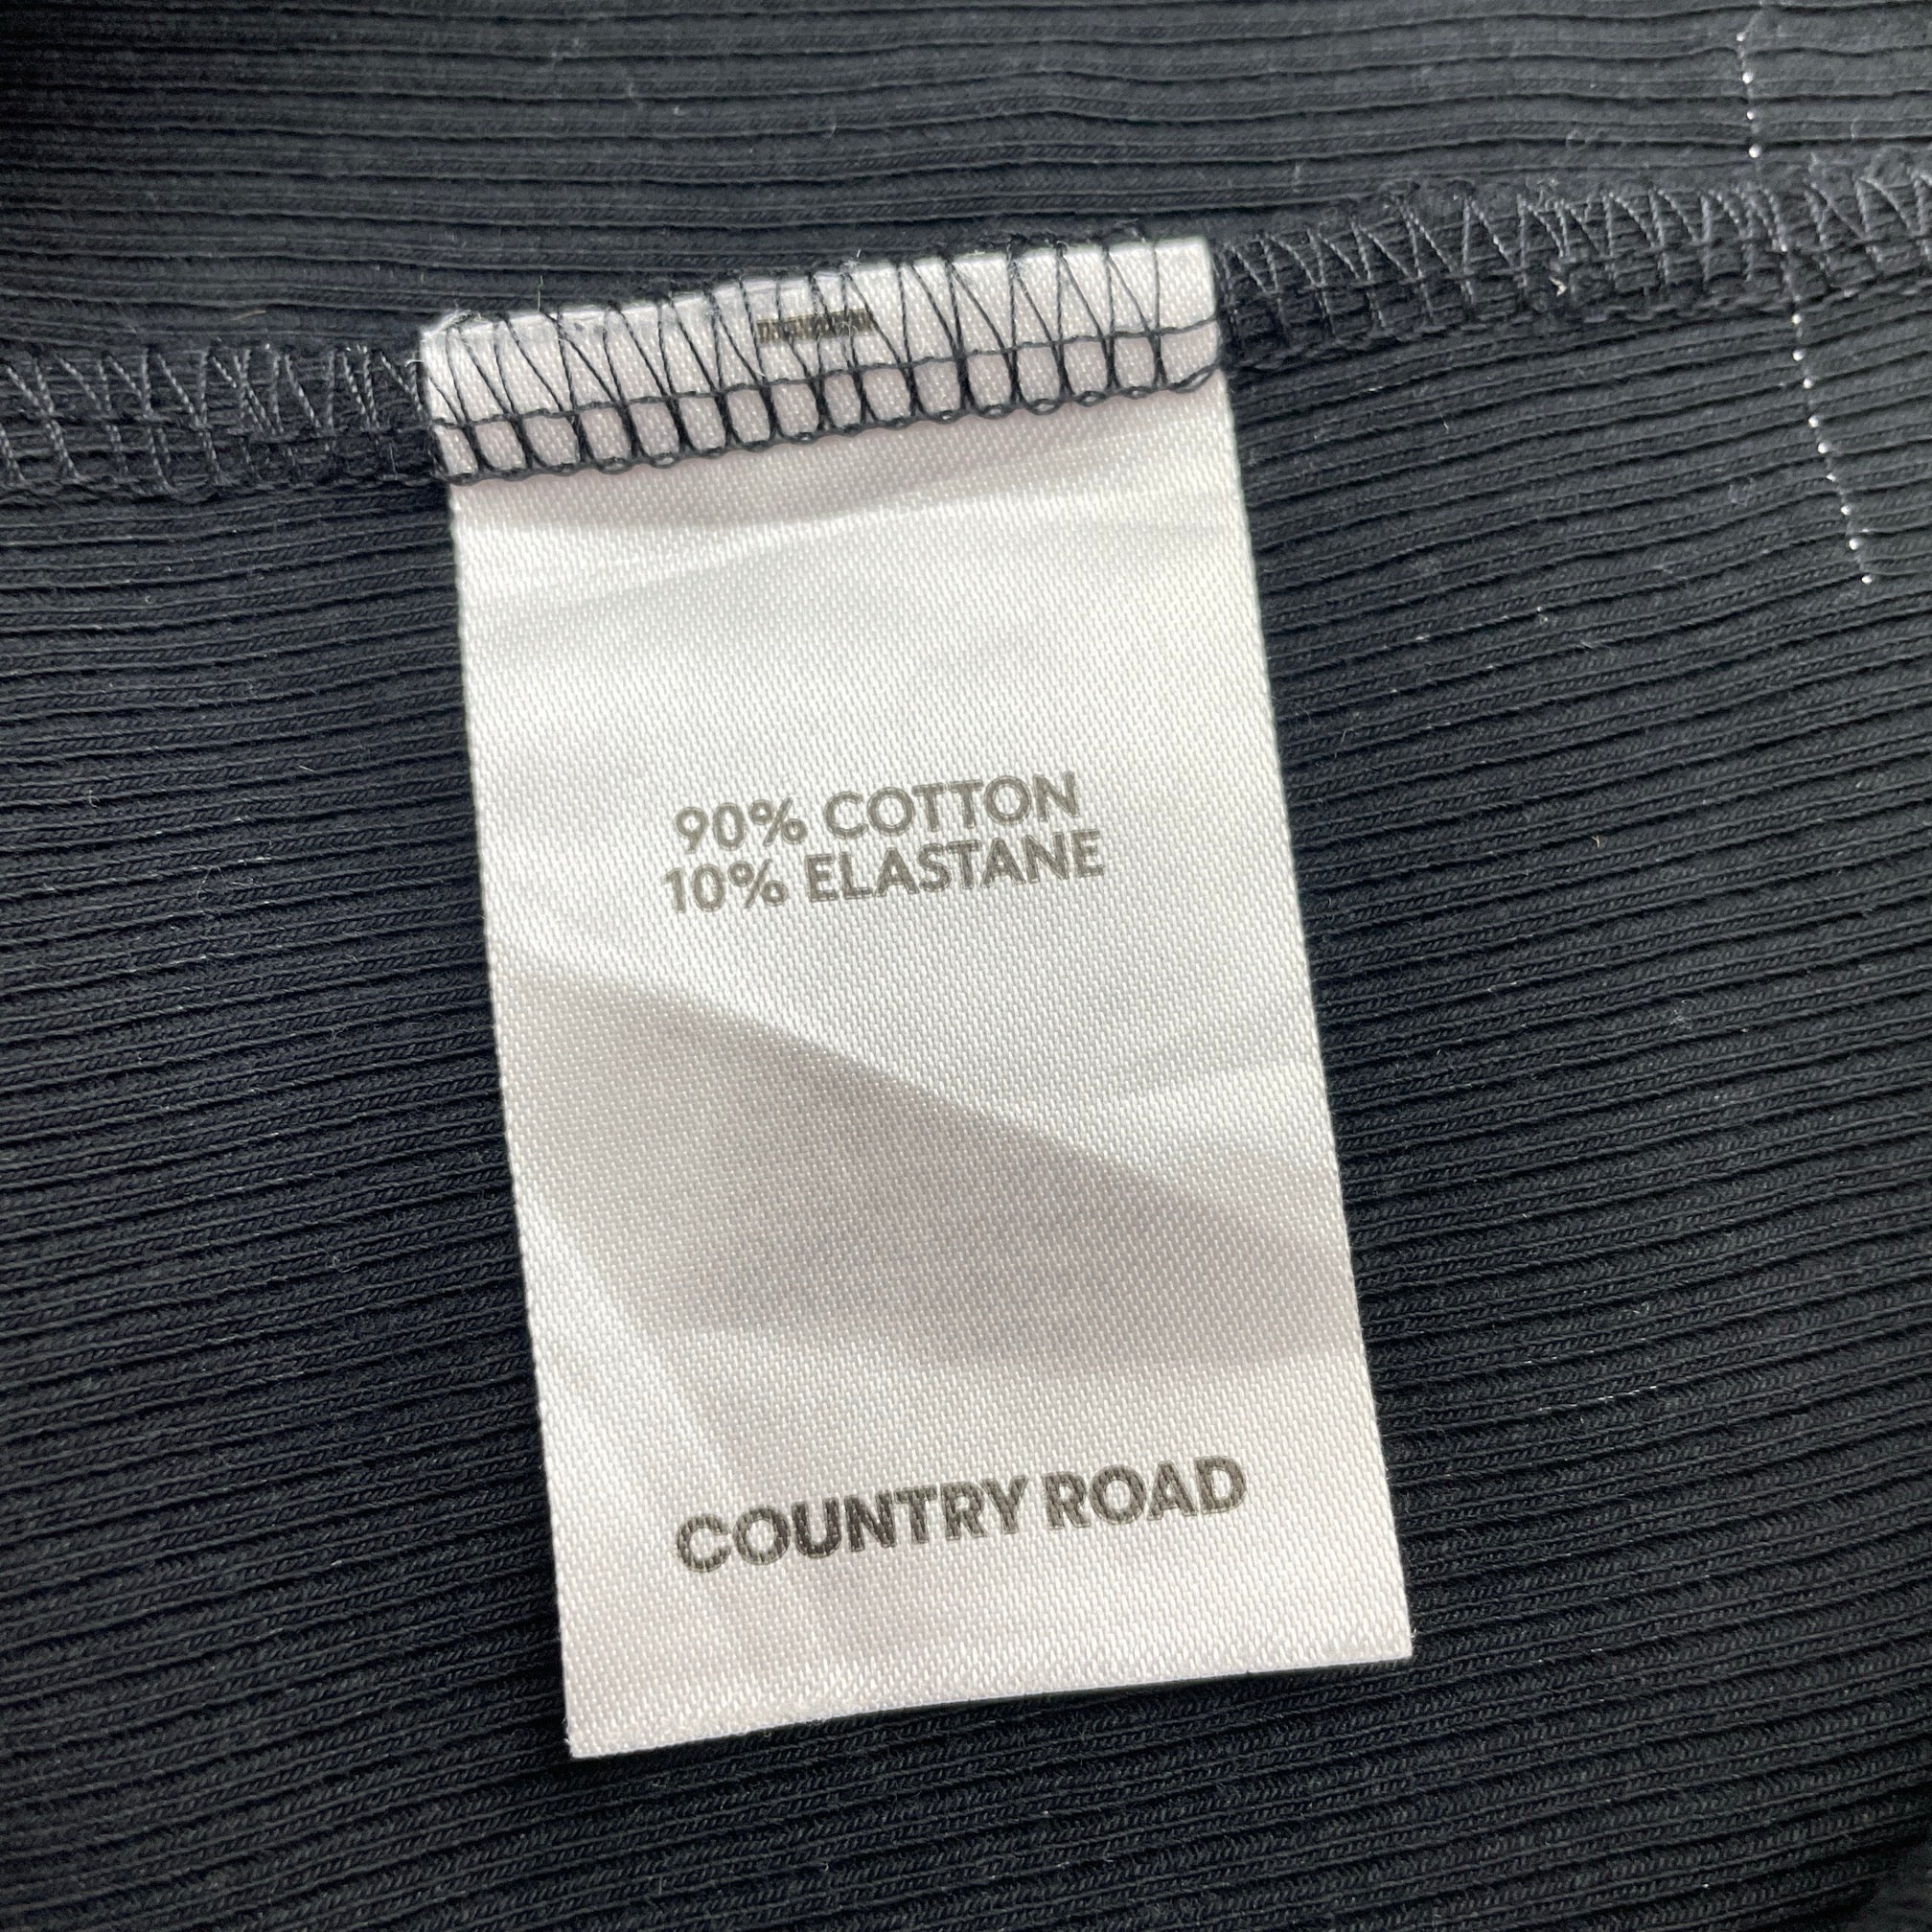 90% COTTON
10% ELASTANE
COUNTRY ROAD